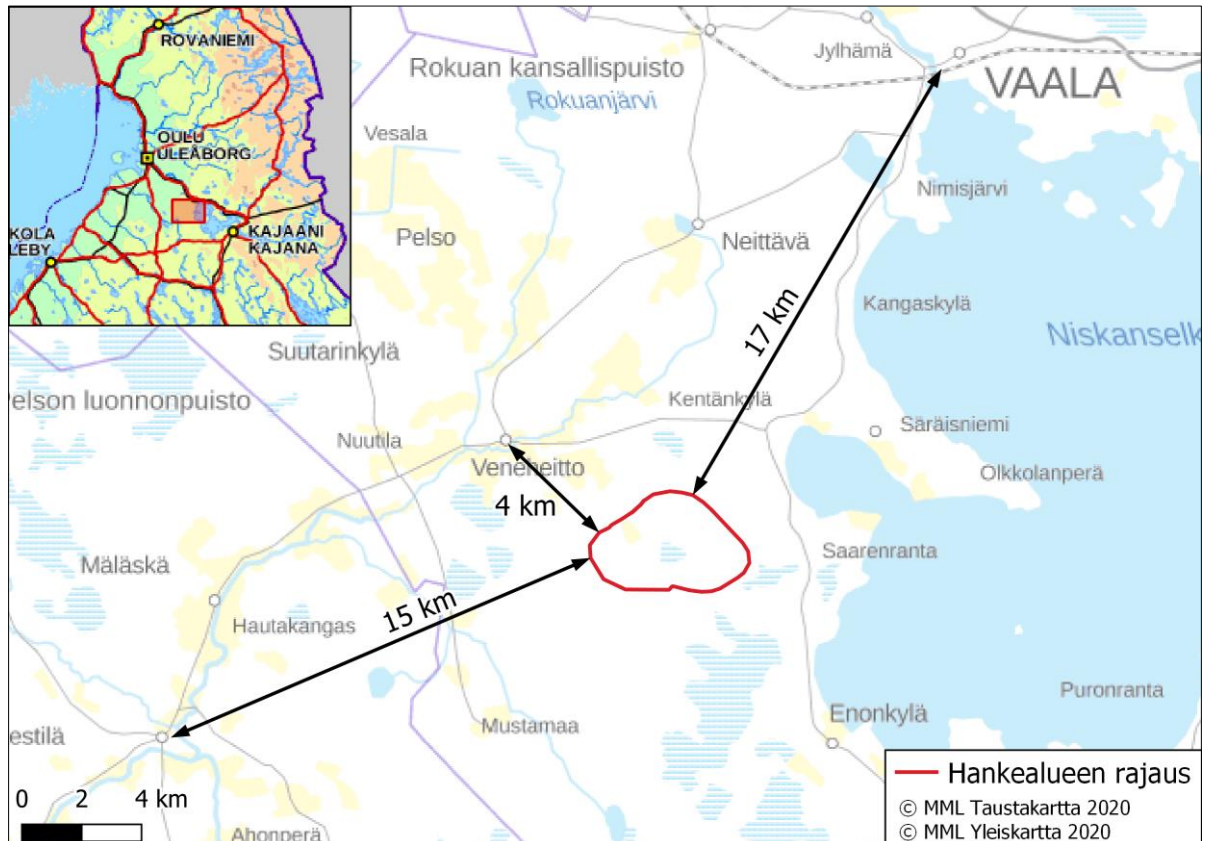 ROVANIEMI
OULU
ULEÅBORG
KOLA
LEBY
KAJAANI
KAJANA
Jylhämä
VAALA
Rokuan kansallispuisto
Rokuanjärvi
Vesala
Nimisjärvi
Pelso
Neittävä
Kangaskylä
17 km
Niskanselk
Suutarinkylä
elson luonnonpuisto
Kentänkylä
Säräisniemi
Nuutila
Veneheitto
Olkkolanperä
4 km
Saarenranta
Mäläskä
15 km
Hautakangas
Puronranta
Enonkylä
estilä
Mustamaa
Hankealueen rajaus
0 2 4 km
© MML Taustakartta 2020
Ahonperä
© MML Yleiskartta 2020